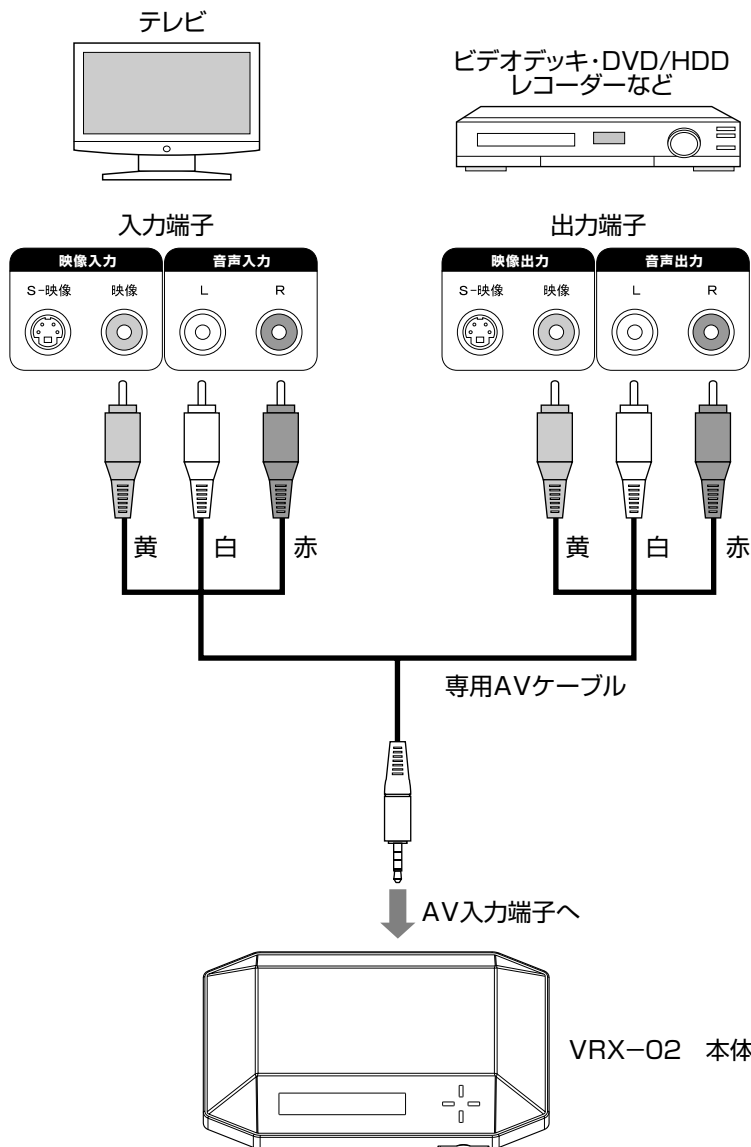 テレビ
ビデオデッキ・DVD/HDD
レコーダーなど
入力端子
出力端子
映像入力
音声入力
S-映像
映像
L
R
映像出力
音声出力
S-映像
映像
L
R
黄
白
赤
黄
白
赤
専用AVケーブル
AV入力端子へ
VRX-02 本体